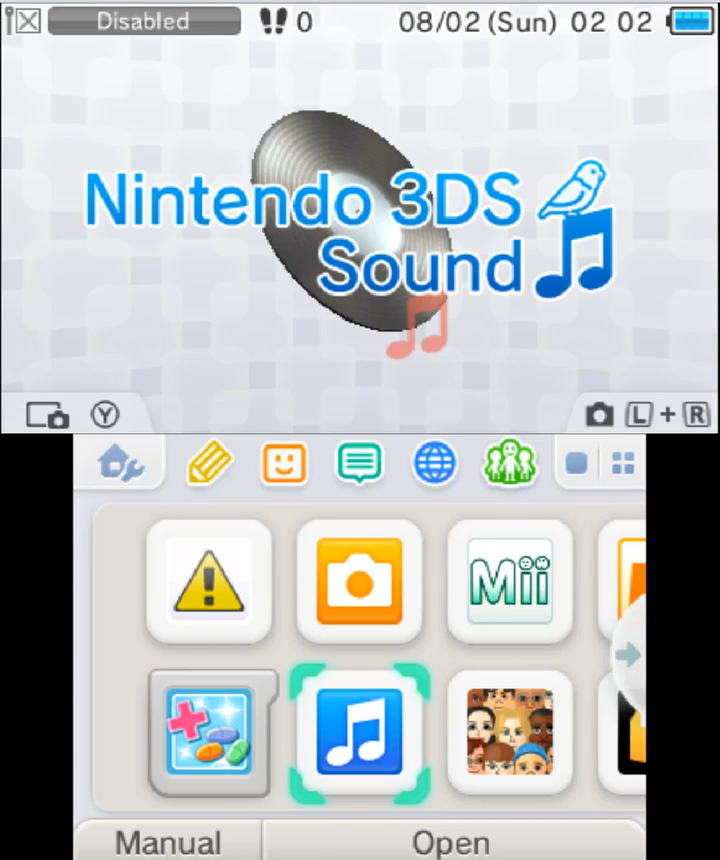 Disabled 0 08/02 (Sun) 02 02
Nintendo 3DS
Sound
Y L + R
Mii
Manual Open